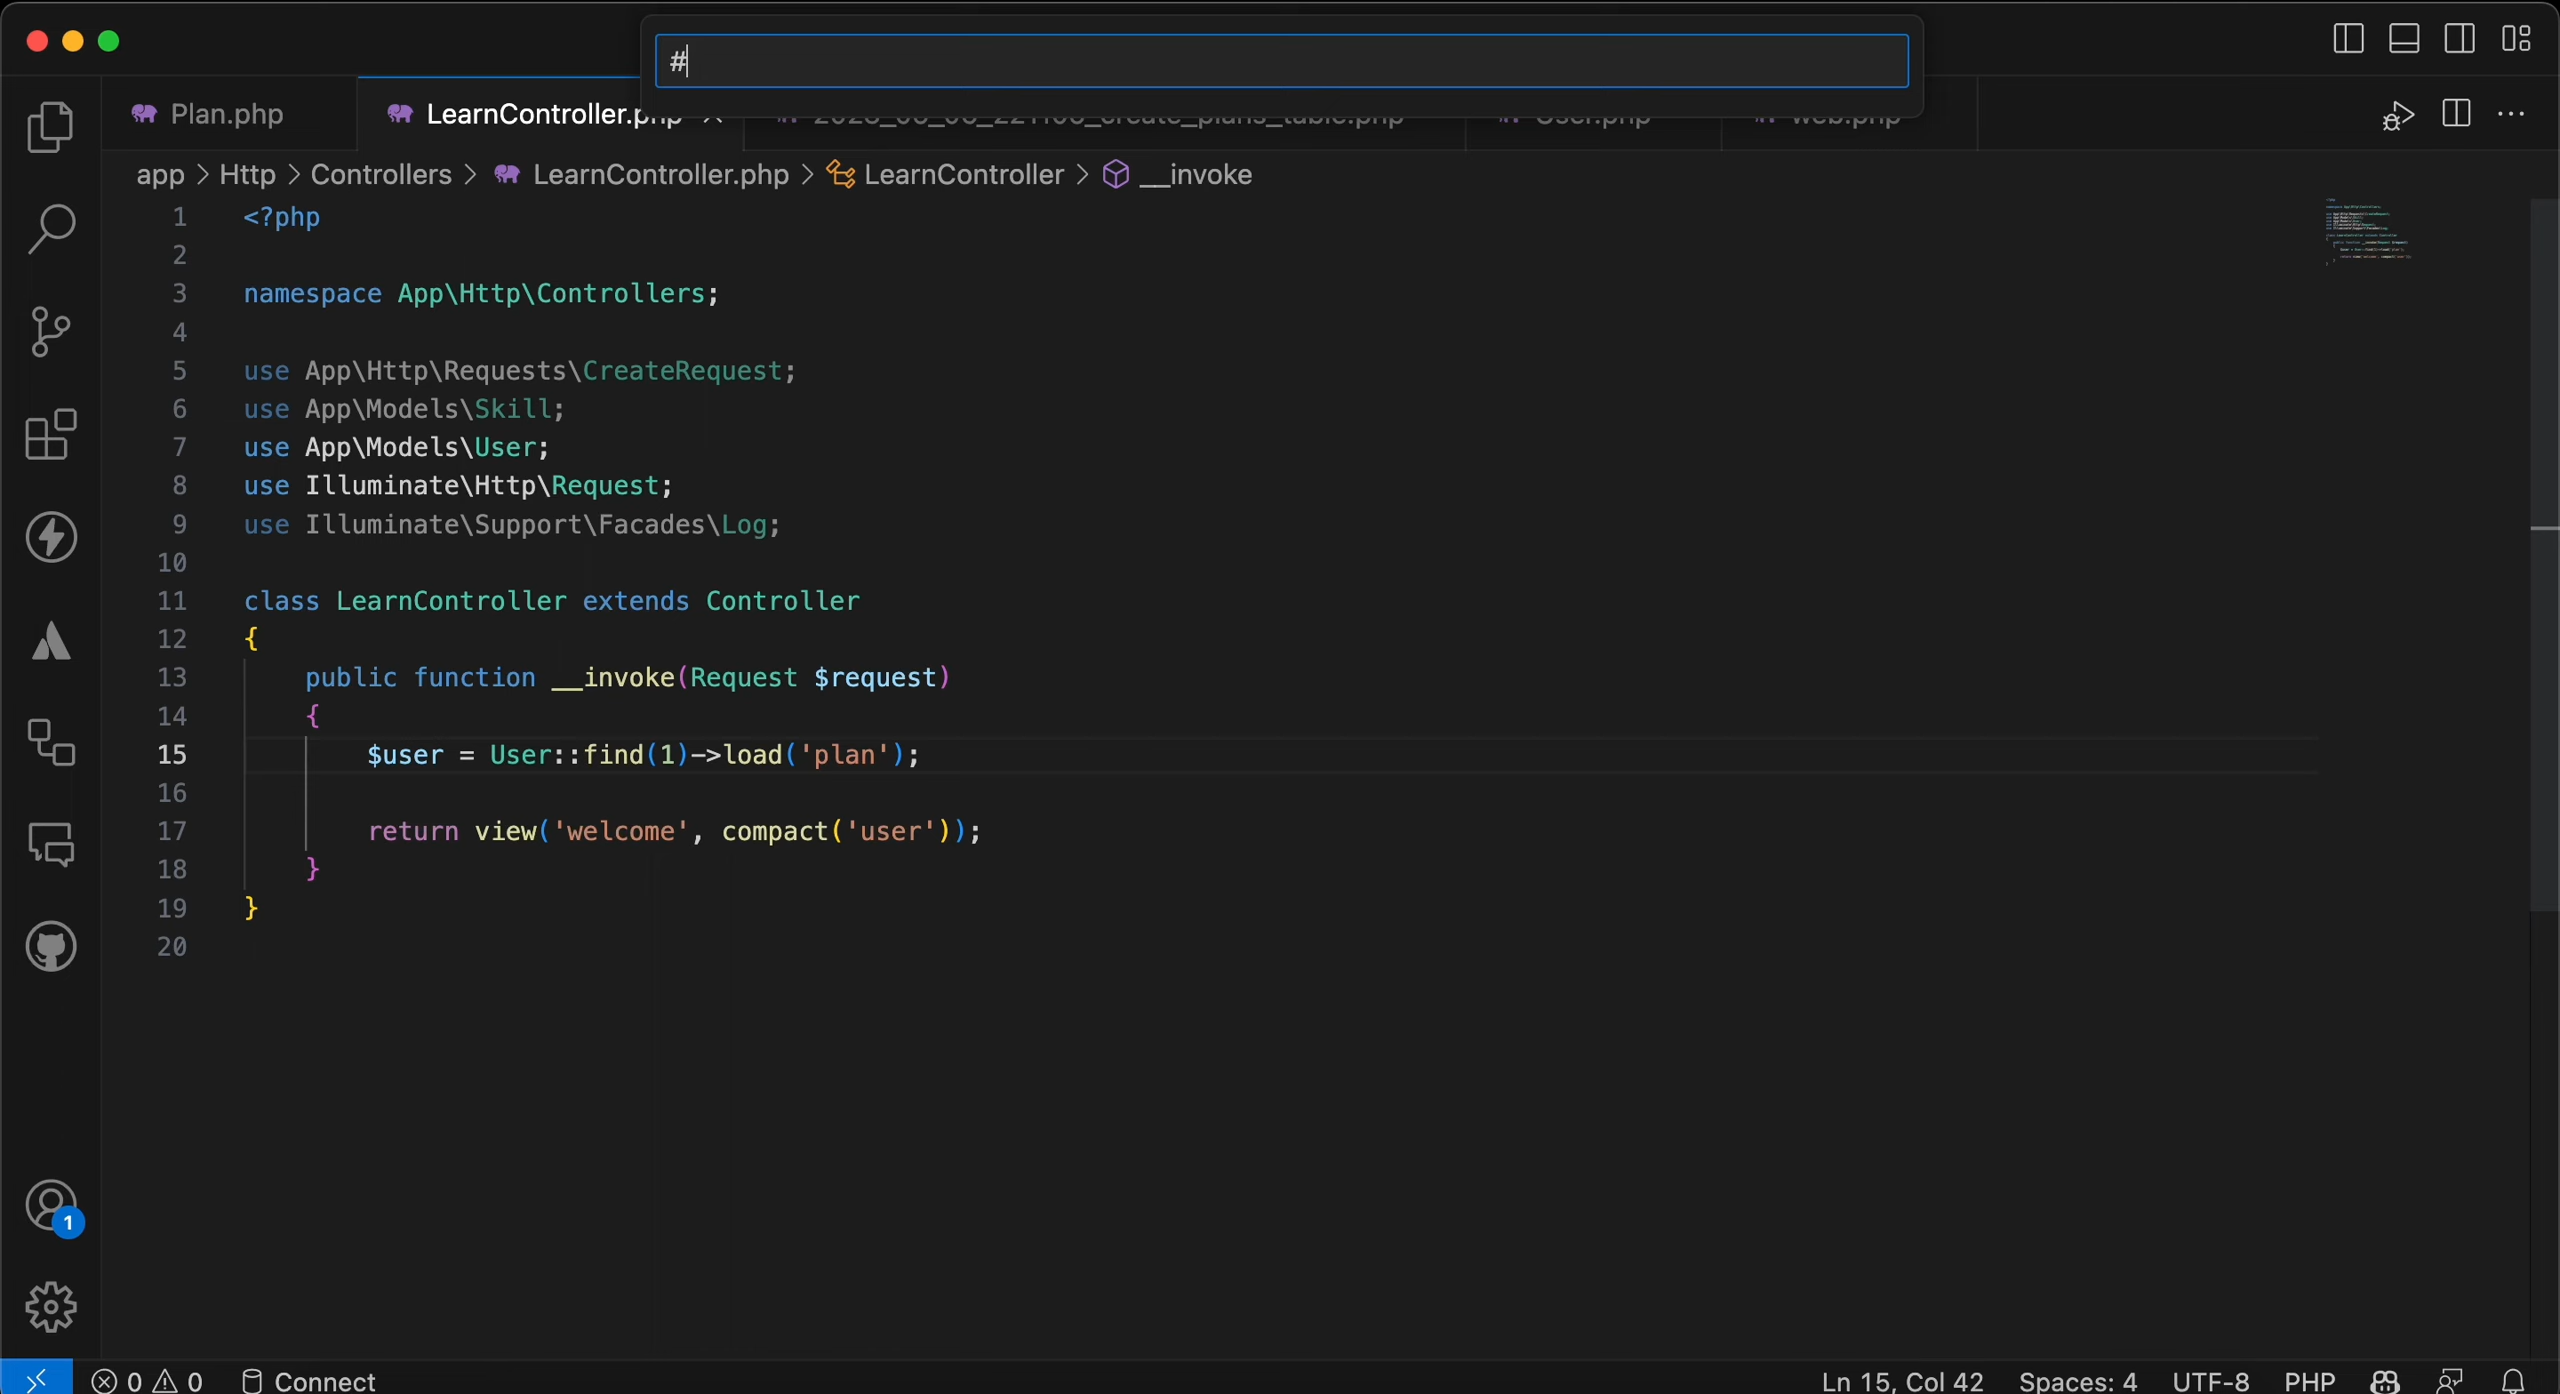 #
Plan.php
LearnController.php
User.php
web.php
app > Http > Controllers > LearnController.php > LearnController > __invoke
1 <?php
2
3 namespace App\Http\Controllers;
4
5 use App\Http\Requests\CreateRequest;
6 use App\Models\Skill;
7 use App\Models\User;
8 use Illuminate\Http\Request;
9 use Illuminate\Support\Facades\Log;
10
11 class LearnController extends Controller
12 {
13 public function __invoke(Request $request)
14 {
15 $user = User::find(1)->load('plan');
16
17 return view('welcome', compact('user'));
18 }
19 }
20
1
0 0 Connect Ln 15, Col 42 Spaces: 4 UTF-8 PHP